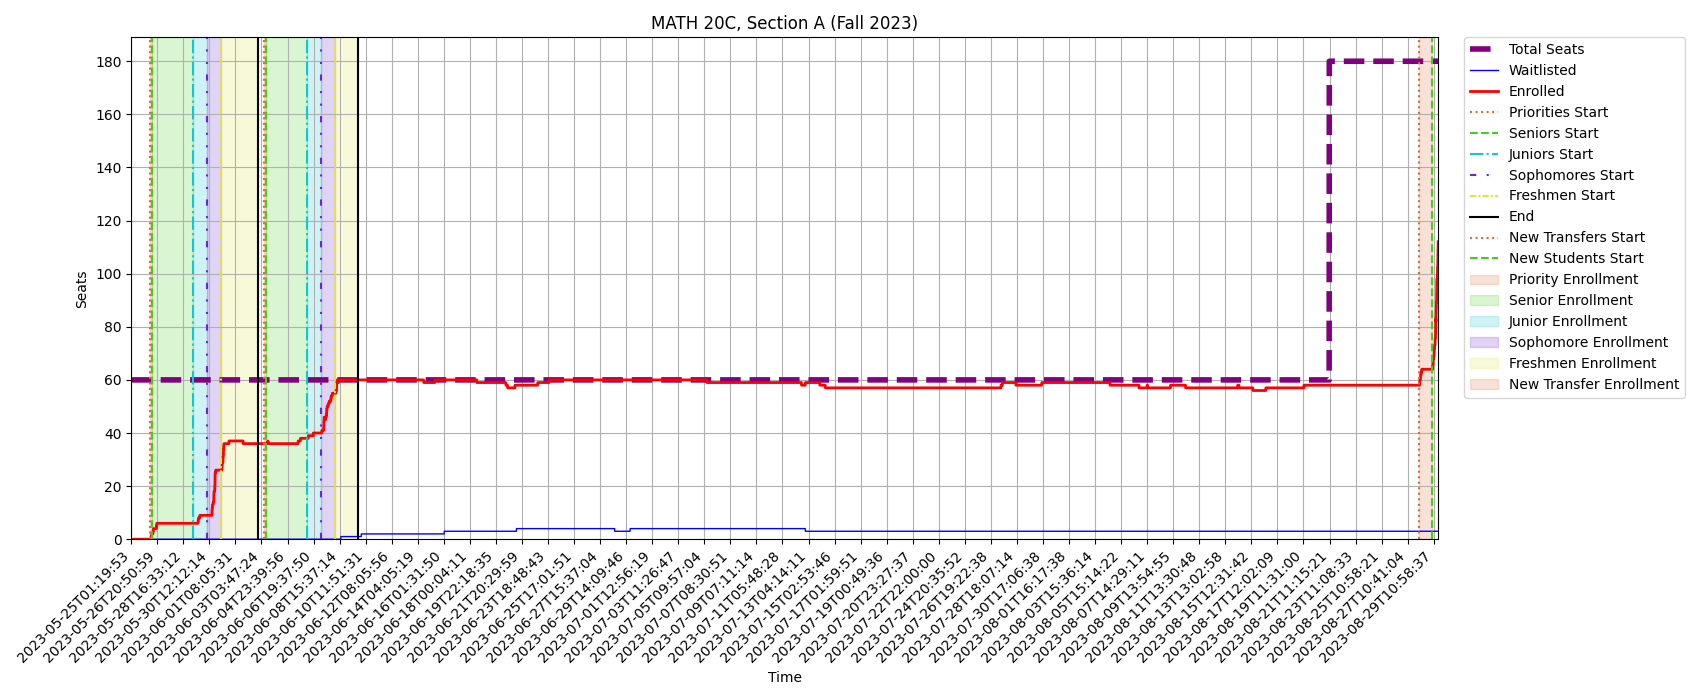 MATH 20C, Section A (Fall 2023)
Seats
180
160
140
120
100
80
60
40
20
0
2023-05-25T01:19:53
2023-05-26T20:50:59
2023-05-28T16:33:12
2023-05-30T12:12:14
2023-06-01T08:05:31
2023-06-03T03:47:24
2023-06-04T23:39:56
2023-06-06T19:37:50
2023-06-08T15:37:14
2023-06-10T11:51:31
2023-06-12T08:05:56
2023-06-14T04:05:19
2023-06-16T01:31:50
2023-06-18T00:04:11
2023-06-19T22:18:35
2023-06-21T20:29:59
2023-06-23T18:48:43
2023-06-25T17:01:51
2023-06-27T15:37:04
2023-06-29T14:09:46
2023-07-01T12:56:19
2023-07-03T11:26:47
2023-07-05T09:57:04
2023-07-07T08:30:51
2023-07-09T07:11:14
2023-07-11T05:48:28
2023-07-13T04:14:11
2023-07-15T02:53:46
2023-07-17T01:59:51
2023-07-19T00:49:36
2023-07-20T23:27:37
2023-07-22T22:00:00
2023-07-24T20:35:52
2023-07-26T19:22:38
2023-07-28T18:07:14
2023-07-30T17:06:38
2023-08-01T16:17:38
2023-08-03T15:36:14
2023-08-05T15:14:22
2023-08-07T14:29:11
2023-08-09T13:54:55
2023-08-11T13:30:48
2023-08-13T13:02:58
2023-08-15T12:31:42
2023-08-17T12:02:09
2023-08-19T11:31:00
2023-08-21T11:15:21
2023-08-23T11:08:33
2023-08-25T10:58:21
2023-08-27T10:41:04
2023-08-29T10:58:37
Time
Total Seats
Waitlisted
Enrolled
Priorities Start
Seniors Start
Juniors Start
Sophomores Start
Freshmen Start
End
New Transfers Start
New Students Start
Priority Enrollment
Senior Enrollment
Junior Enrollment
Sophomore Enrollment
Freshmen Enrollment
New Transfer Enrollment